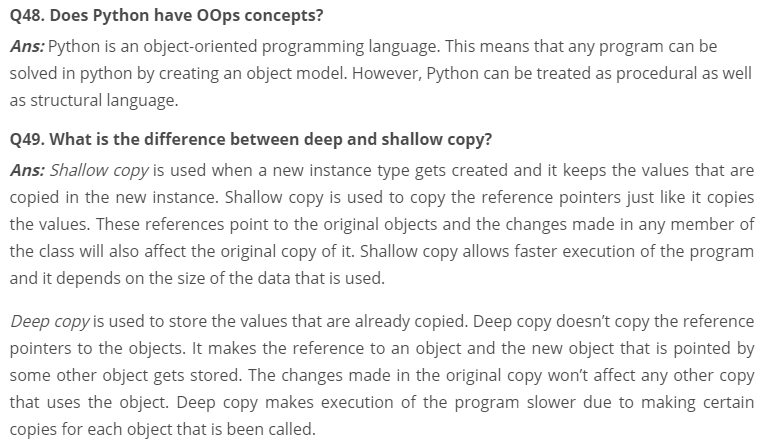 Q48. Does Python have OOps concepts?
Ans: Python is an object-oriented programming language. This means that any program can be
solved in python by creating an object model. However, Python can be treated as procedural as well
as structural language.
Q49. What is the difference between deep and shallow copy?
Ans: Shallow copy is used when a new instance type gets created and it keeps the values that are
copied in the new instance. Shallow copy is used to copy the reference pointers just like it copies
the values. These references point to the original objects and the changes made in any member of
the class will also affect the original copy of it. Shallow copy allows faster execution of the program
and it depends on the size of the data that is used.
Deep copy is used to store the values that are already copied. Deep copy doesn’t copy the reference
pointers to the objects. It makes the reference to an object and the new object that is pointed by
some other object gets stored. The changes made in the original copy won’t affect any other copy
that uses the object. Deep copy makes execution of the program slower due to making certain
copies for each object that is been called.